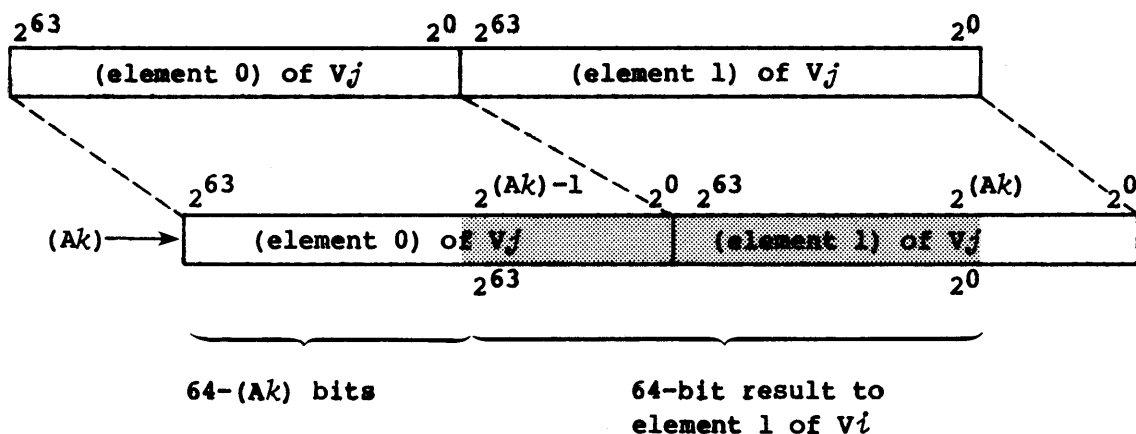 2^63 2^0 2^63 2^0
(element 0) of Vj (element 1) of Vj
2^63 2^(Ak)-1 2^0 2^63 2^(Ak) 2^0
(Ak) (element 0) of Vj (element 1) of Vj
2^63 2^0
64-(Ak) bits 64-bit result to
element 1 of Vi